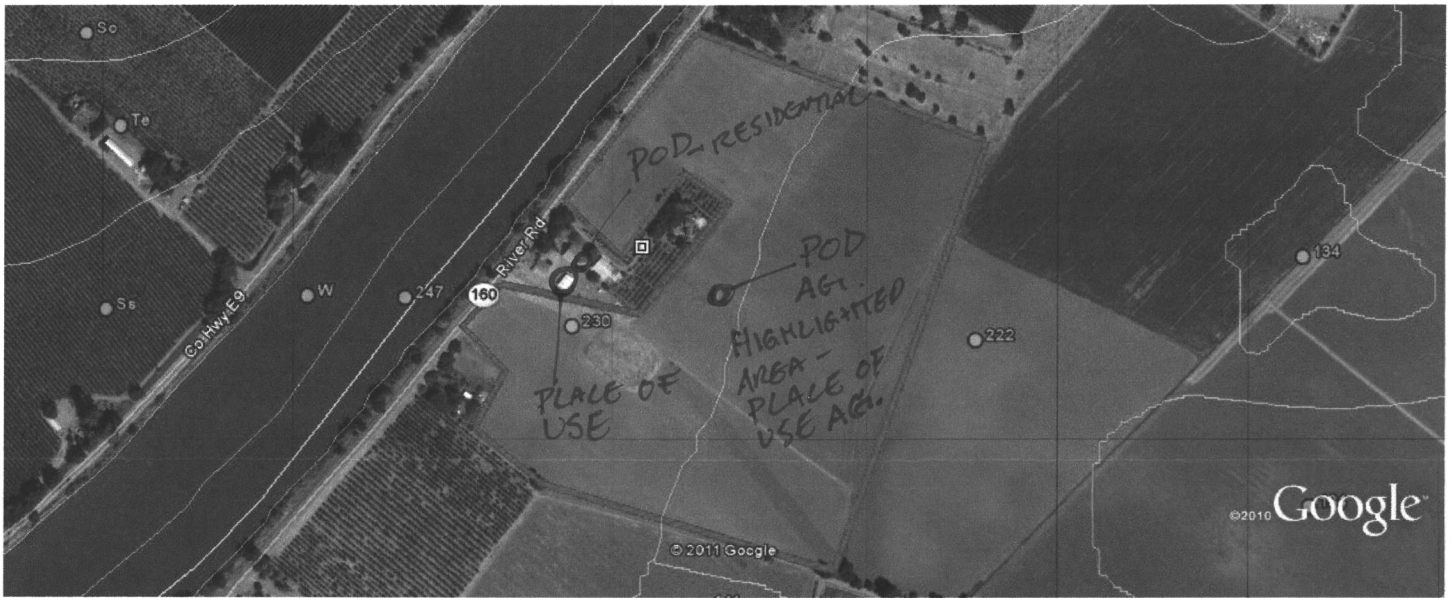 So
Te
POD - RESIDENTIAL
River Rd
POD
AG.
134
W
247
160
Ss
230
HIGHLIGHTED
AREA -
PLACE OF
USE AG.
222
Co Hwy E9
PLACE OF
USE
©2010 Google
© 2011 Google